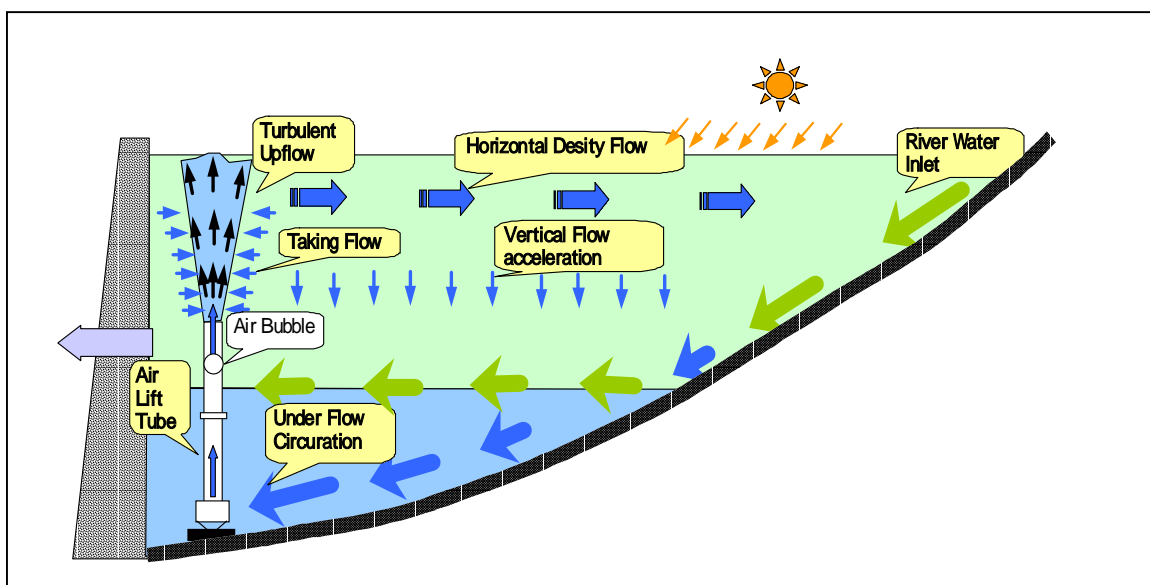 Turbulent
Upflow
Horizontal Desity Flow
River Water
Inlet
Taking Flow
Vertical Flow
acceleration
Air Bubble
Air
Lift
Tube
Under Flow
Circuration